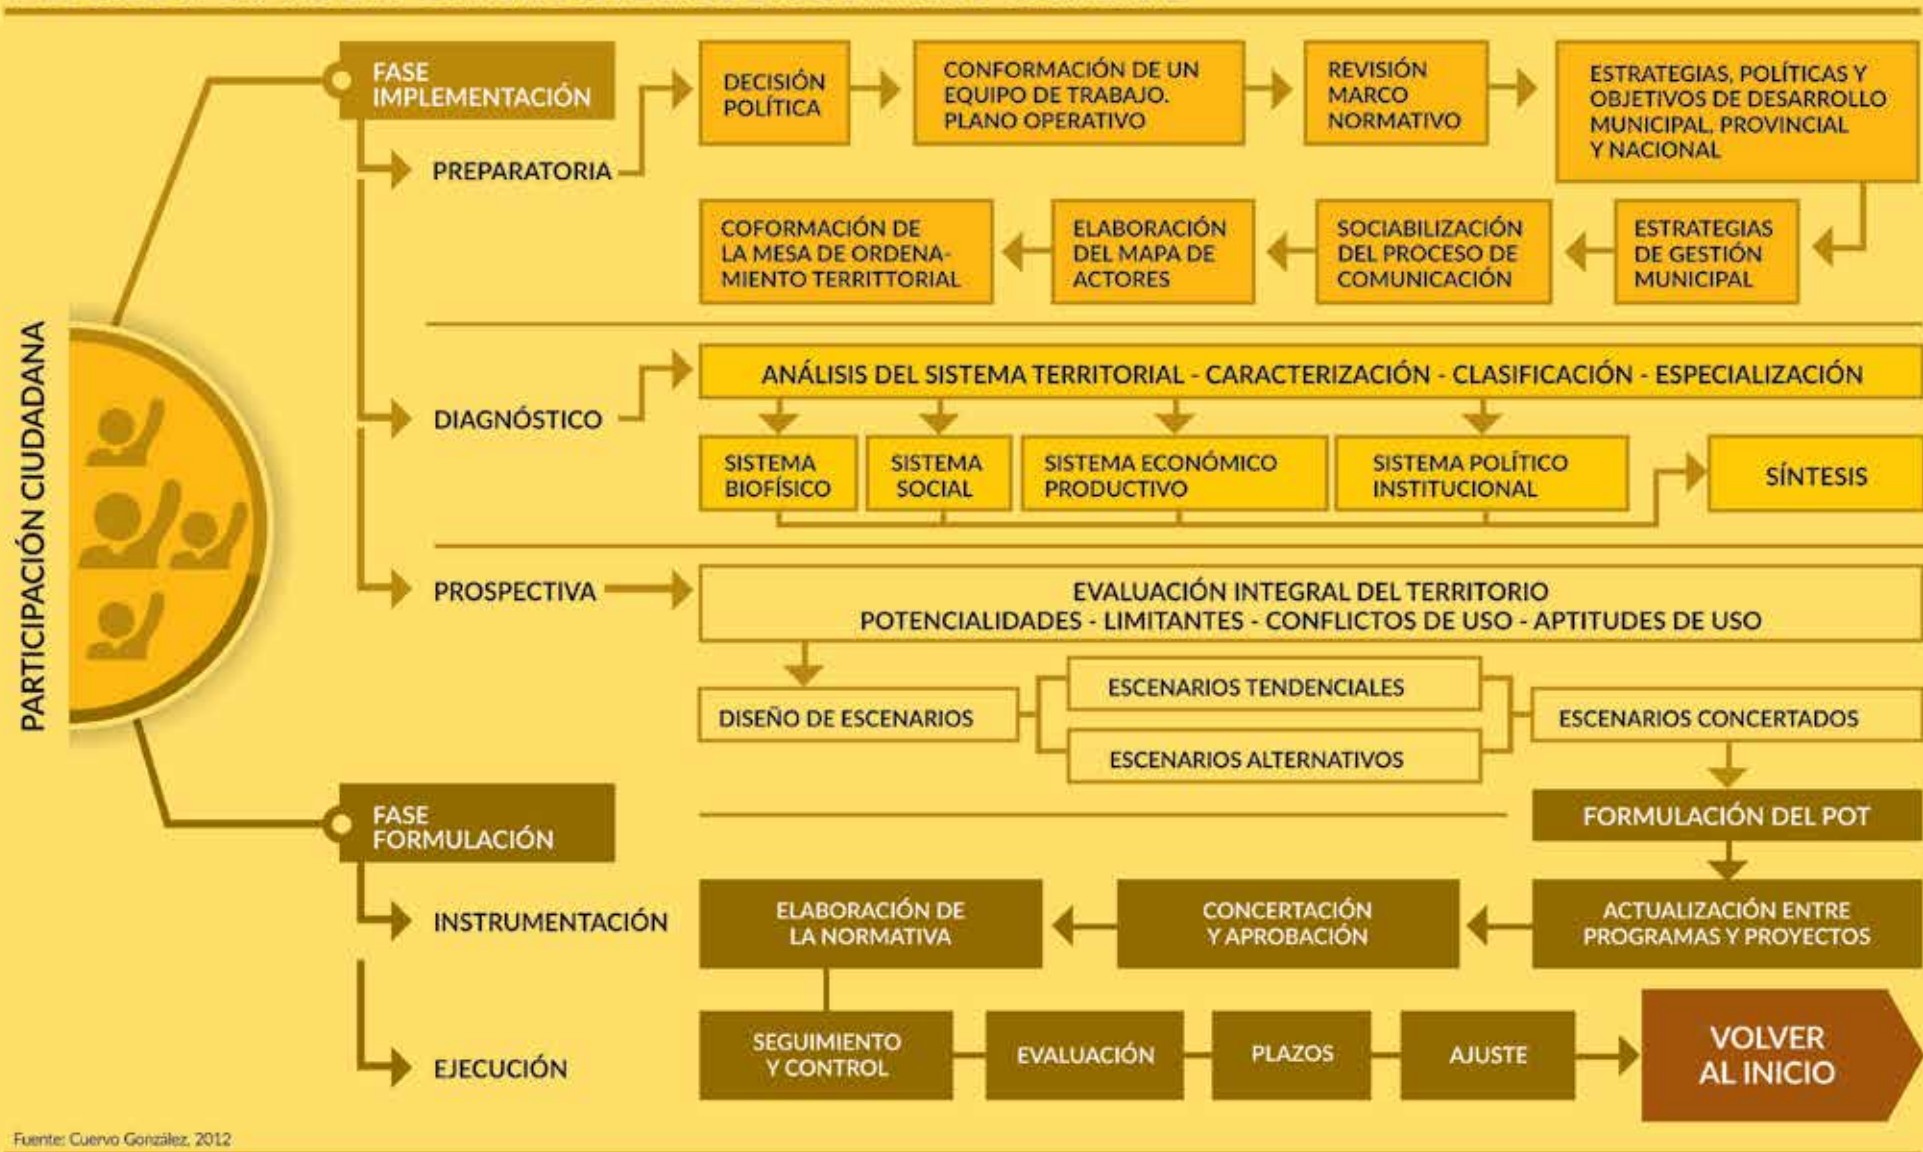 PARTICIPACIÓN CIUDADANA
FASE
IMPLEMENTACIÓN
PREPARATORIA
DECISIÓN
POLÍTICA
CONFORMACIÓN DE UN
EQUIPO DE TRABAJO.
PLANO OPERATIVO
REVISIÓN
MARCO
NORMATIVO
ESTRATEGIAS, POLÍTICAS Y
OBJETIVOS DE DESARROLLO
MUNICIPAL, PROVINCIAL
Y NACIONAL
ESTRATEGIAS
DE GESTIÓN
MUNICIPAL
SOCIABILIZACIÓN
DEL PROCESO DE
COMUNICACIÓN
ELABORACIÓN
DEL MAPA DE
ACTORES
COFORMACIÓN DE
LA MESA DE ORDENA-
MIENTO TERRITTORIAL
DIAGNÓSTICO
ANÁLISIS DEL SISTEMA TERRITORIAL - CARACTERIZACIÓN - CLASIFICACIÓN - ESPECIALIZACIÓN
SISTEMA
BIOFÍSICO
SISTEMA
SOCIAL
SISTEMA ECONÓMICO
PRODUCTIVO
SISTEMA POLÍTICO
INSTITUCIONAL
SÍNTESIS
PROSPECTIVA
EVALUACIÓN INTEGRAL DEL TERRITORIO
POTENCIALIDADES - LIMITANTES - CONFLICTOS DE USO - APTITUDES DE USO
DISEÑO DE ESCENARIOS
ESCENARIOS TENDENCIALES
ESCENARIOS ALTERNATIVOS
ESCENARIOS CONCERTADOS
FASE
FORMULACIÓN
FORMULACIÓN DEL POT
INSTRUMENTACIÓN
ACTUALIZACIÓN ENTRE
PROGRAMAS Y PROYECTOS
CONCERTACIÓN
Y APROBACIÓN
ELABORACIÓN DE
LA NORMATIVA
EJECUCIÓN
SEGUIMIENTO
Y CONTROL
EVALUACIÓN
PLAZOS
AJUSTE
VOLVER
AL INICIO
Fuente: Cuervo González, 2012